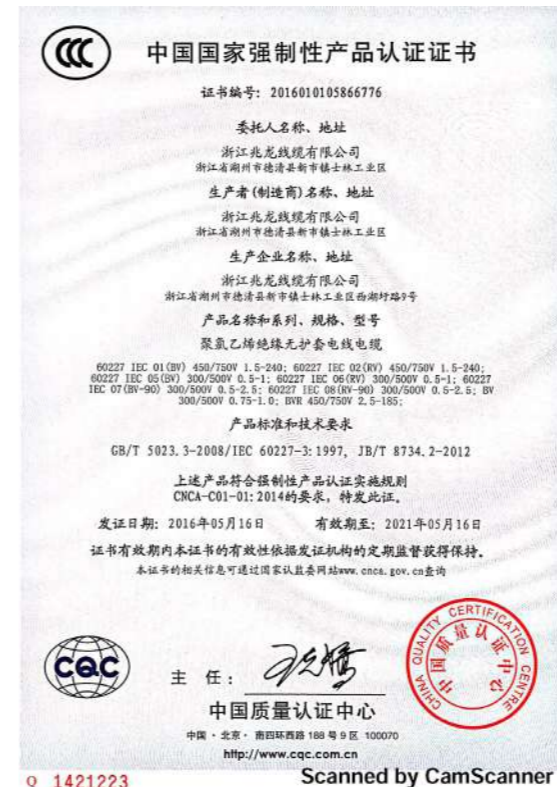 中国国家强制性产品认证证书
证书编号: 2016010105866776
委托人名称、地址
浙江兆龙线缆有限公司
浙江省湖州市德清县新市镇士林工业区
生产者(制造商)名称、地址
浙江兆龙线缆有限公司
浙江省湖州市德清县新市镇士林工业区
生产企业名称、地址
浙江兆龙线缆有限公司
浙江省湖州市德清县新市镇士林工业区西湖圩路9号
产品名称和系列、规格、型号
聚氯乙烯绝缘无护套电线电缆
60227 IEC 01(BV) 450/750V 1.5-240; 60227 IEC 02(RV) 450/750V 1.5-240;
60227 IEC 05(BV) 300/500V 0.5-1; 60227 IEC 06(RV) 300/500V 0.5-1; 60227
IEC 07(BV-90) 300/500V 0.5-2.5; 60227 IEC 08(RV-90) 300/500V 0.5-2.5; BV
300/500V 0.75-1.0; BVR 450/750V 2.5-185;
产品标准和技术要求
GB/T 5023.3-2008/IEC 60227-3:1997, JB/T 8734.2-2012
上述产品符合强制性产品认证实施规则
CNCA-C01-01:2014的要求, 特发此证。
发证日期: 2016年05月16日 有效期至: 2021年05月16日
证书有效期内本证书的有效性依据发证机构的定期监督获得保持。
本证书的相关信息可通过国家认监委网站www.cnca.gov.cn查询
CQC
主 任:
中国质量认证中心
CHINA QUALITY CERTIFICATION CENTRE
中国质量认证中心
中国·北京·南四环西路 188 号 9 区 100070
http://www.cqc.com.cn
Q 1421223
Scanned by CamScanner